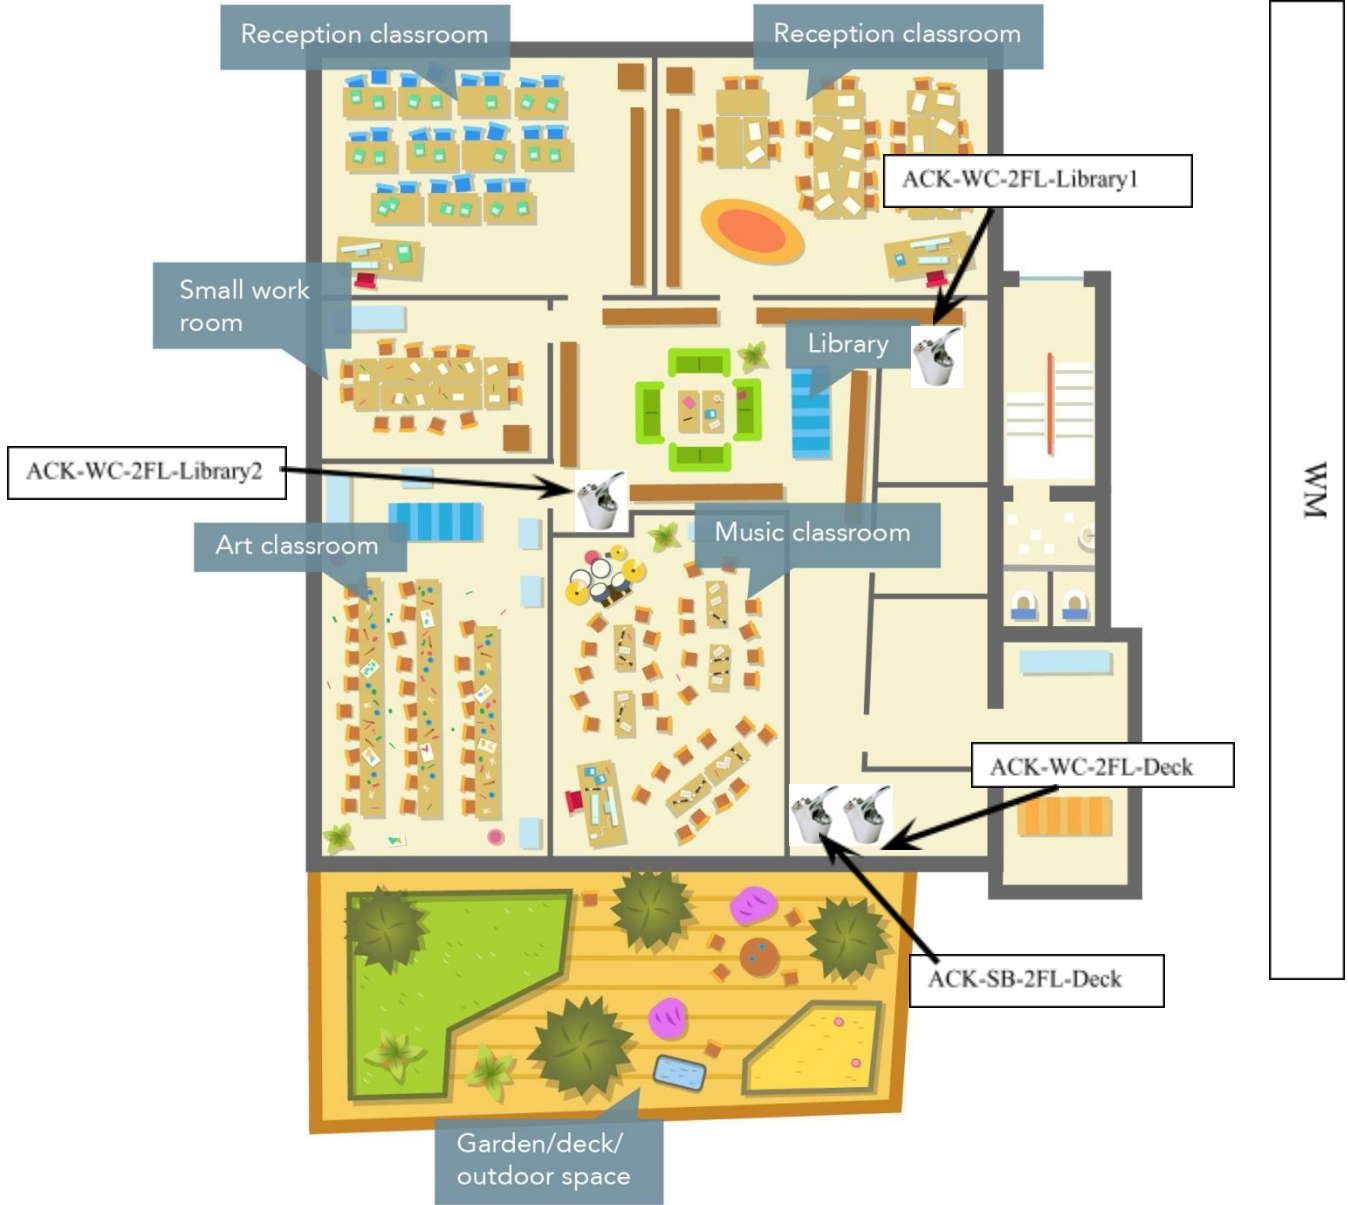 Reception classroom
Reception classroom
ACK-WC-2FL-Library1
Small work
room
Library
ACK-WC-2FL-Library2
WM
Art classroom
Music classroom
ACK-WC-2FL-Deck
ACK-SB-2FL-Deck
Garden/deck/
outdoor space